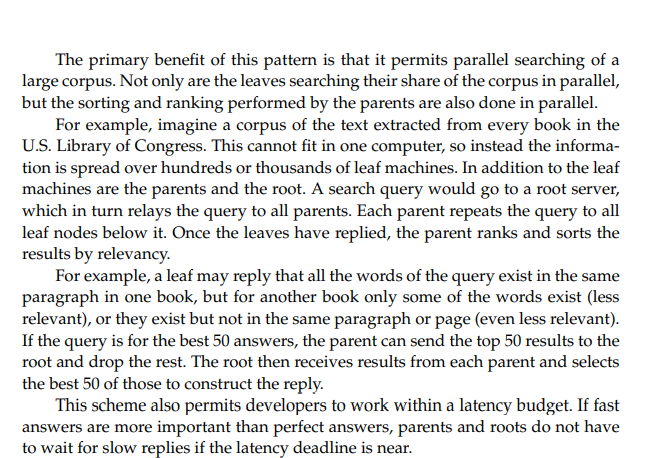 The primary benefit of this pattern is that it permits parallel searching of a
large corpus. Not only are the leaves searching their share of the corpus in parallel,
but the sorting and ranking performed by the parents are also done in parallel.
For example, imagine a corpus of the text extracted from every book in the
U.S. Library of Congress. This cannot fit in one computer, so instead the informa-
tion is spread over hundreds or thousands of leaf machines. In addition to the leaf
machines are the parents and the root. A search query would go to a root server,
which in turn relays the query to all parents. Each parent repeats the query to all
leaf nodes below it. Once the leaves have replied, the parent ranks and sorts the
results by relevancy.
For example, a leaf may reply that all the words of the query exist in the same
paragraph in one book, but for another book only some of the words exist (less
relevant), or they exist but not in the same paragraph or page (even less relevant).
If the query is for the best 50 answers, the parent can send the top 50 results to the
root and drop the rest. The root then receives results from each parent and selects
the best 50 of those to construct the reply.
This scheme also permits developers to work within a latency budget. If fast
answers are more important than perfect answers, parents and roots do not have
to wait for slow replies if the latency deadline is near.